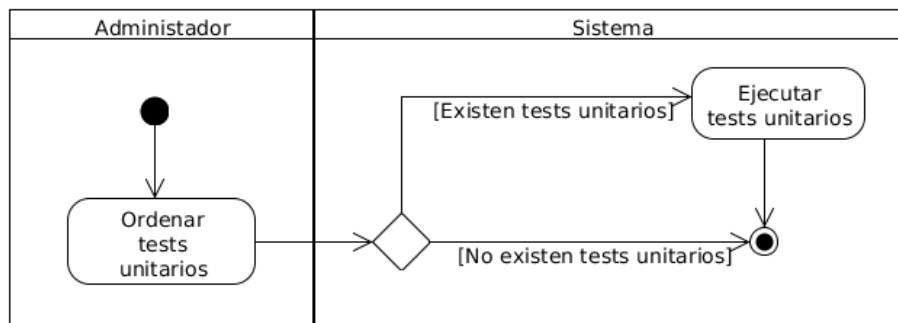 Administador
Sistema
Ejecutar
tests unitarios
[Existen tests unitarios]
Ordenar
tests
unitarios
[No existen tests unitarios]